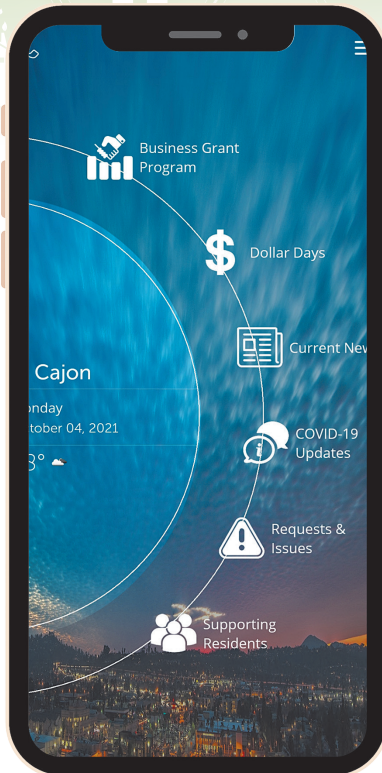 Business Grant
Program
Dollar Days
Current New
Cajon
onday
tober 04, 2021
3°
COVID-19
Updates
Requests &
Issues
Supporting
Residents